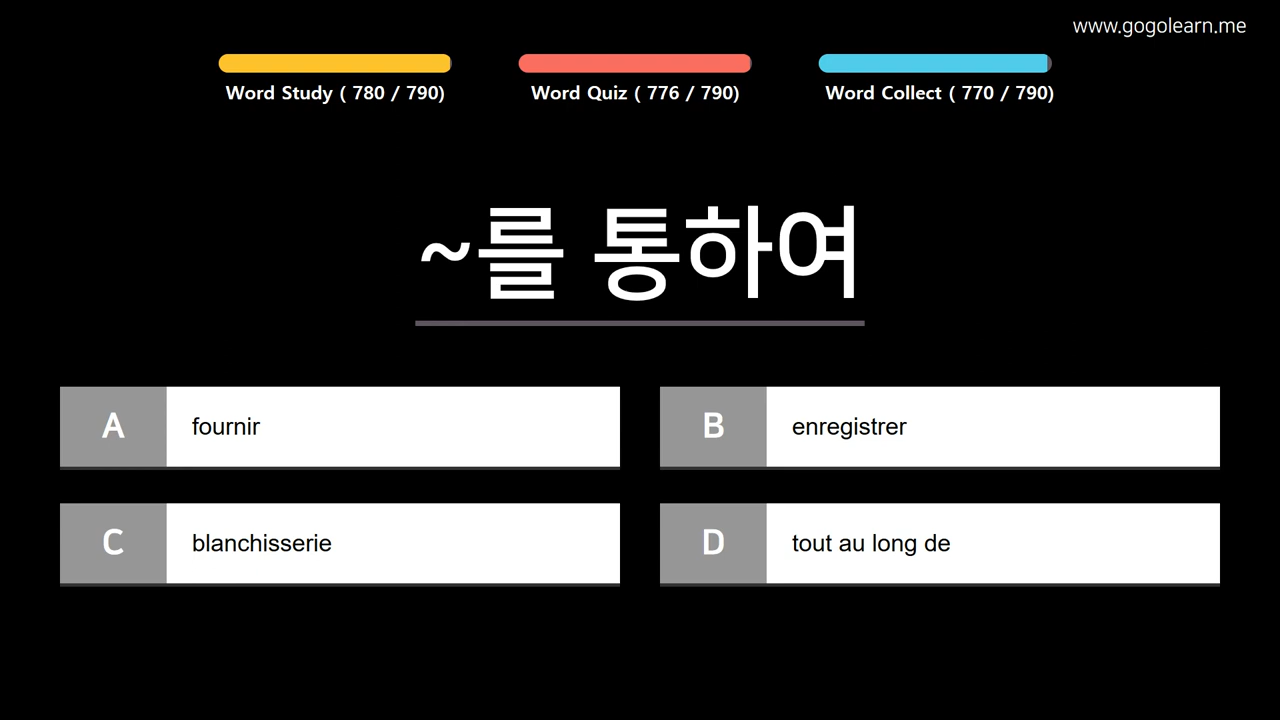 www.gogolearn.me
Word Study ( 780 / 790)
Word Quiz ( 776 / 790)
Word Collect ( 770 / 790)
~를 통하여
A fournir
B enregistrer
C blanchisserie
D tout au long de